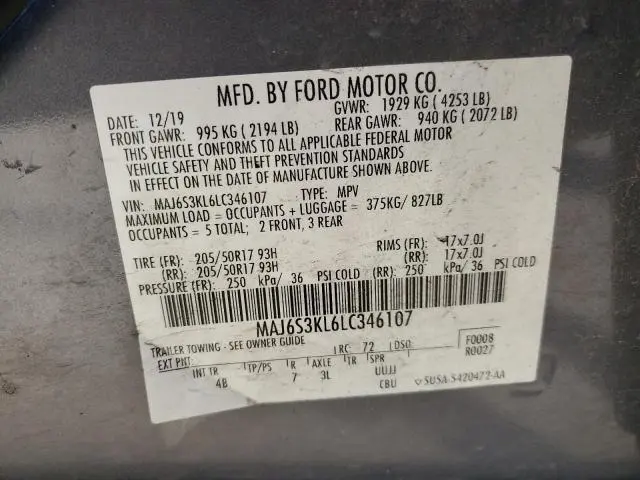 MFD. BY FORD MOTOR CO.
DATE: 12/19 GVWR: 1929 KG ( 4253 LB)
FRONT GAWR: 995 KG ( 2194 LB) REAR GAWR: 940 KG ( 2072 LB)
THIS VEHICLE CONFORMS TO ALL APPLICABLE FEDERAL MOTOR
VEHICLE SAFETY AND THEFT PREVENTION STANDARDS
IN EFFECT ON THE DATE OF MANUFACTURE SHOWN ABOVE.
VIN: MAJ6S3KL6LC346107 TYPE: MPV
MAXIMUM LOAD = OCCUPANTS + LUGGAGE = 375KG/ 827LB
OCCUPANTS = 5 TOTAL; 2 FRONT, 3 REAR
TIRE (FR): 205/50R17 93H RIMS (FR): 17x7.0J
(RR): 205/50R17 93H (RR): 17x7.0J
PRESSURE (FR): 250 kPa/ 36 PSI COLD (RR): 250 kPa/ 36 PSI COLD
MAJ6S3KL6LC346107
TRAILER TOWING - SEE OWNER GUIDE
EXT PNT: RC: 72 DSO: F0008
R0027
INT TR TP/PS R AXLE TR SPR
4B 7 3L UUJJ
CBU SUSA-S420472-AA